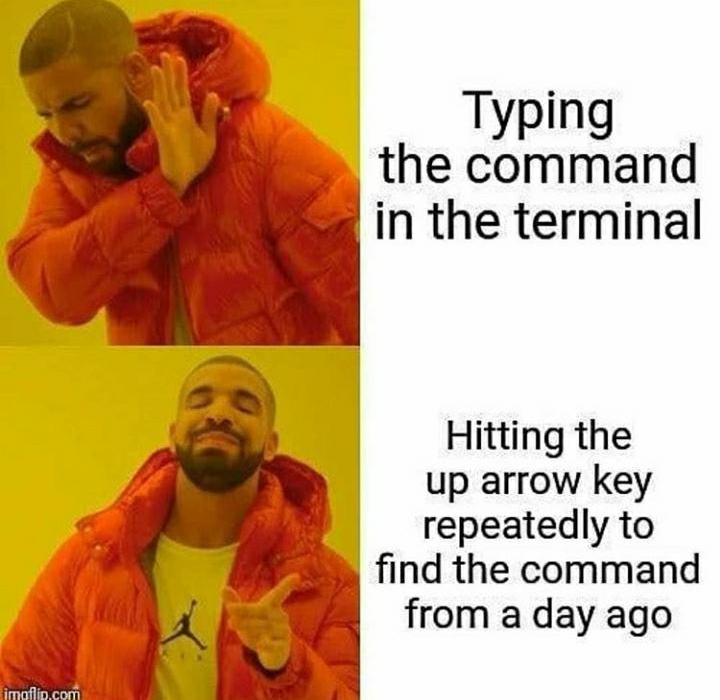 Typing
the command
in the terminal
Hitting the
up arrow key
repeatedly to
find the command
from a day ago
imgflip.com